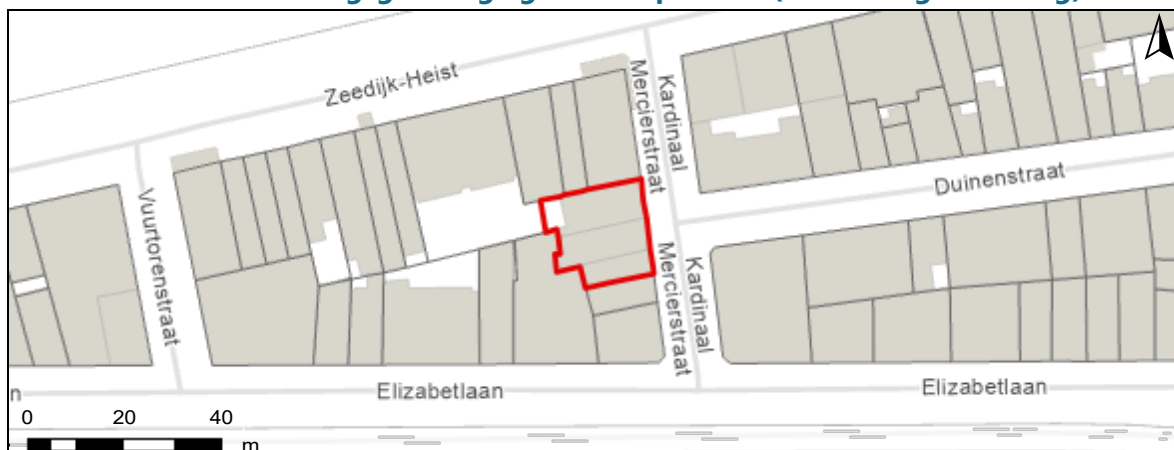 Zeedijk-Heist
Kardinaal
Mercierstraat
Duinenstraat
Vuurtorenstraat
Kardinaal
Mercierstraat
Elizabetlaan
Elizabetlaan
n
0 20 40
m